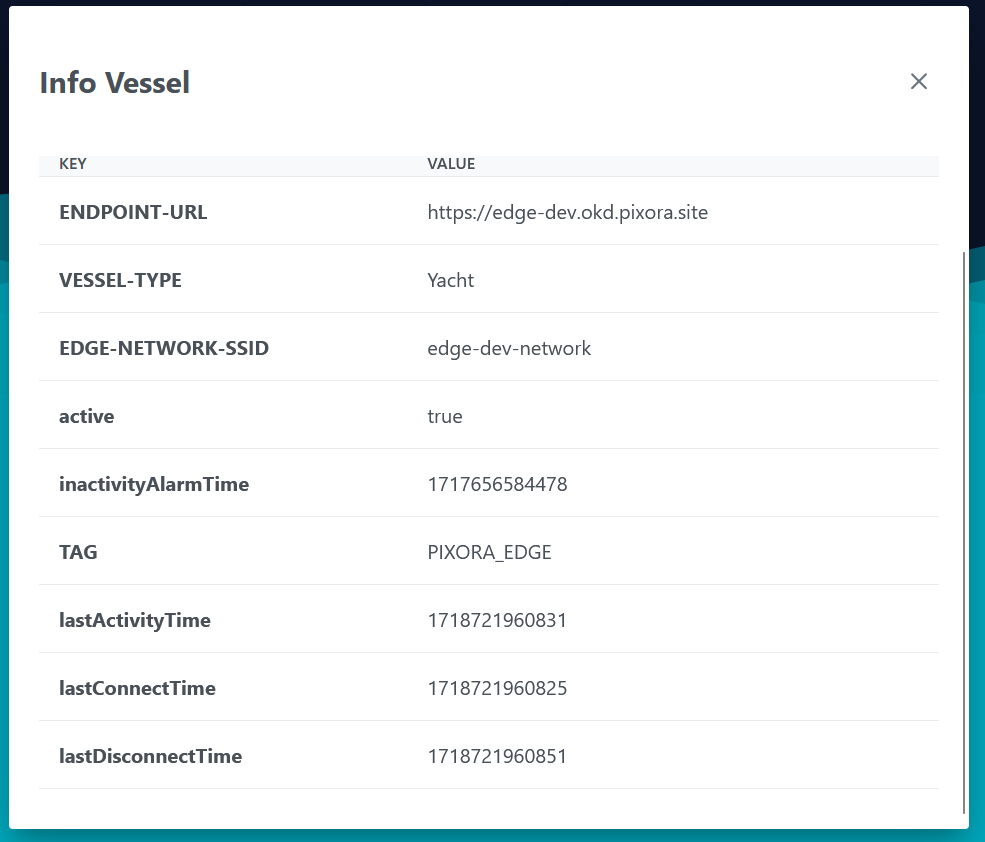 Info Vessel
KEY VALUE
ENDPOINT-URL https://edge-dev.okd.pixora.site
VESSEL-TYPE Yacht
EDGE-NETWORK-SSID edge-dev-network
active true
inactivityAlarmTime 1717656584478
TAG PIXORA_EDGE
lastActivityTime 1718721960831
lastConnectTime 1718721960825
lastDisconnectTime 1718721960851